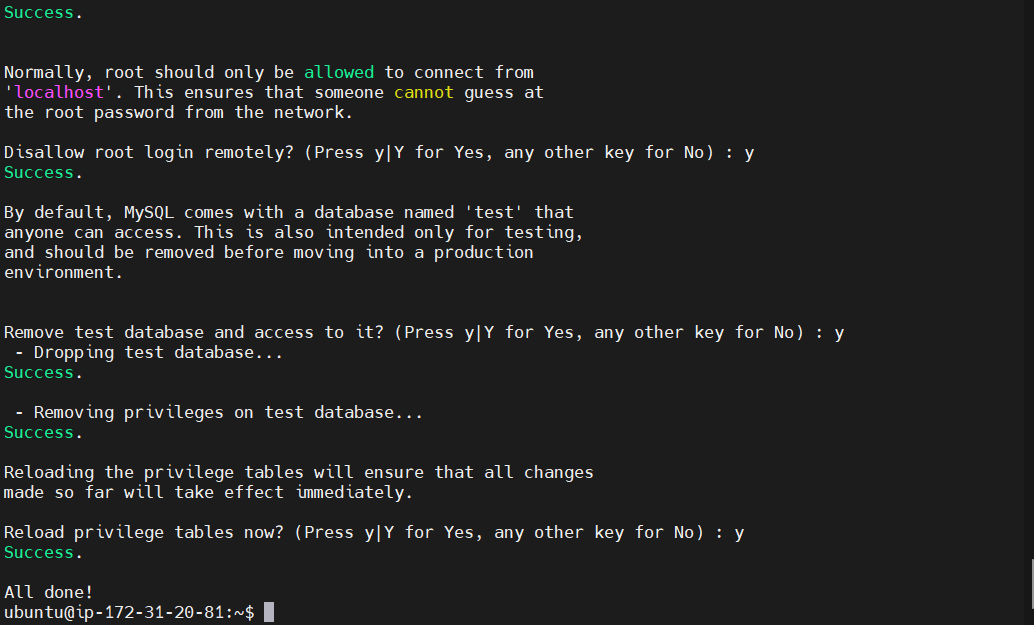 Success.
Normally, root should only be allowed to connect from
'localhost'. This ensures that someone cannot guess at
the root password from the network.
Disallow root login remotely? (Press y|Y for Yes, any other key for No) : y
Success.
By default, MySQL comes with a database named 'test' that
anyone can access. This is also intended only for testing,
and should be removed before moving into a production
environment.
Remove test database and access to it? (Press y|Y for Yes, any other key for No) : y
 - Dropping test database...
Success.
 - Removing privileges on test database...
Success.
Reloading the privilege tables will ensure that all changes
made so far will take effect immediately.
Reload privilege tables now? (Press y|Y for Yes, any other key for No) : y
Success.
All done!
ubuntu@ip-172-31-20-81:~$